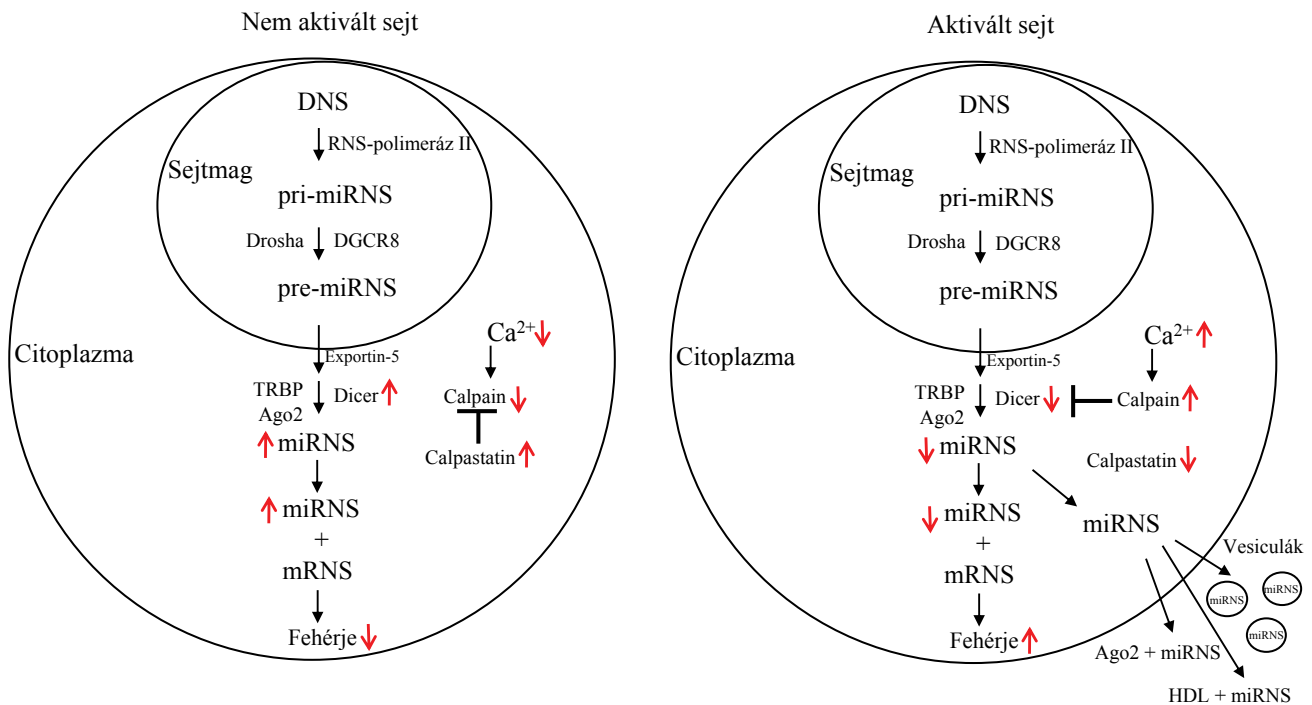 Nem aktivált sejt
DNS
RNS-polimeráz II
Sejtmag
pri-miRNS
Drosha
DGCR8
pre-miRNS
Citoplazma
Exportin-5
Ca2+
TRBP
Ago2
Dicer
Calpain
miRNS
Calpastatin
miRNS
+
mRNS
Fehérje
Aktivált sejt
DNS
RNS-polimeráz II
Sejtmag
pri-miRNS
Drosha
DGCR8
pre-miRNS
Citoplazma
Exportin-5
Ca2+
TRBP
Ago2
Dicer
Calpain
miRNS
Calpastatin
miRNS
+
mRNS
Fehérje
miRNS
Vesiculák
miRNS
miRNS
miRNS
Ago2 + miRNS
HDL + miRNS